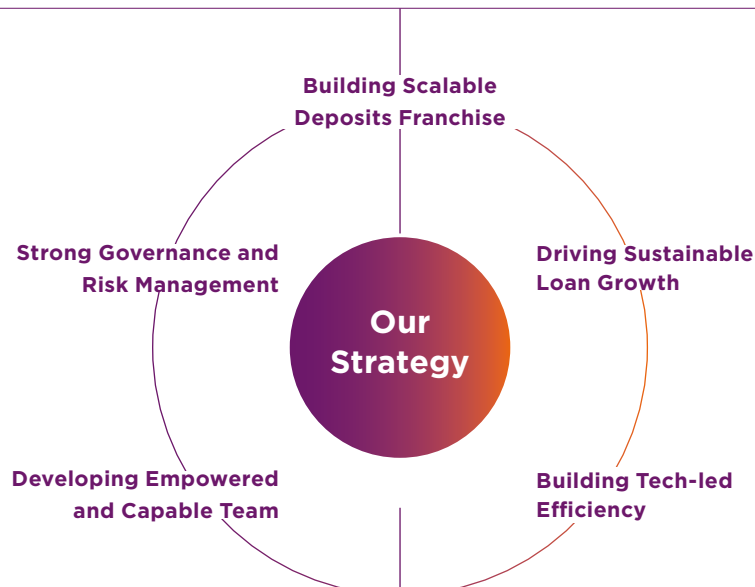 Building Scalable
Deposits Franchise
Strong Governance and
Risk Management
Driving Sustainable
Loan Growth
Our
Strategy
Developing Empowered
and Capable Team
Building Tech-led
Efficiency